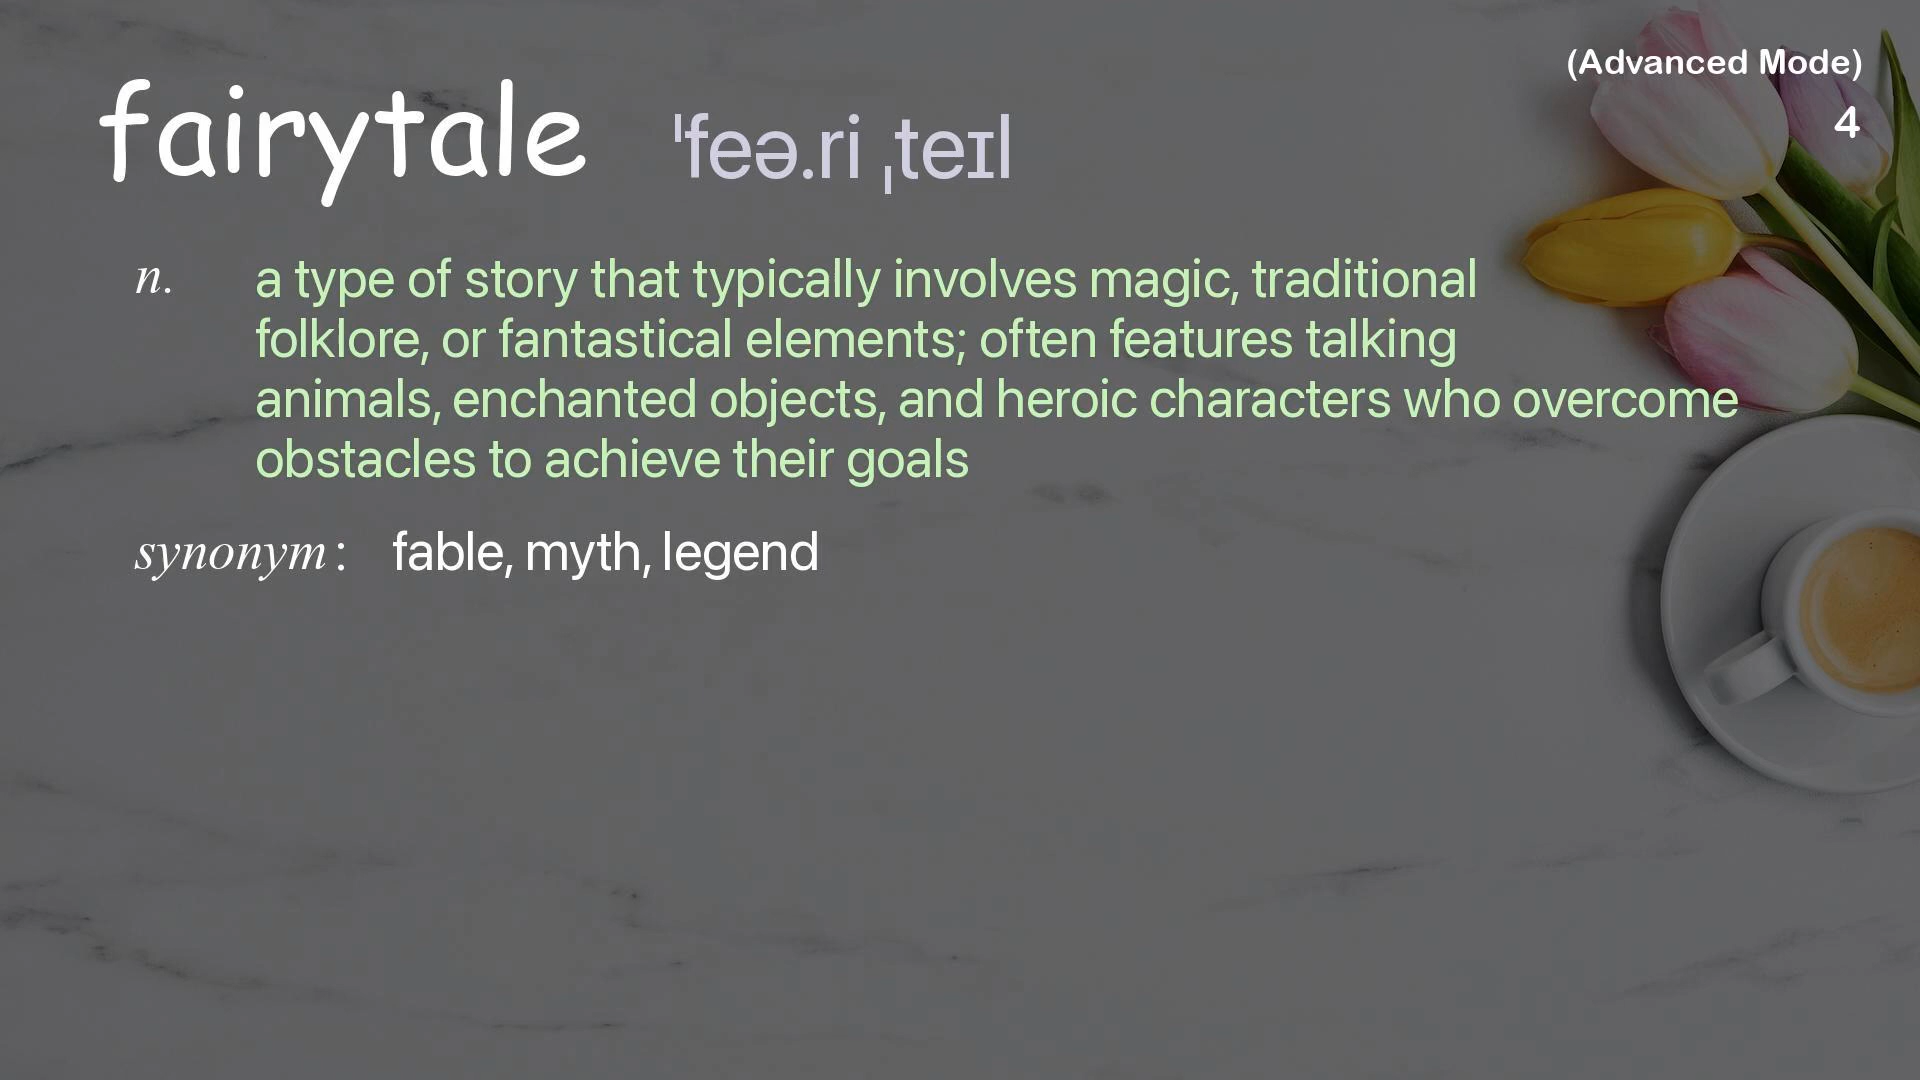 (Advanced Mode)
4
fairytale ˈfeə.ri ˌteɪl
n. a type of story that typically involves magic, traditional
folklore, or fantastical elements; often features talking
animals, enchanted objects, and heroic characters who overcome
obstacles to achieve their goals
synonym: fable, myth, legend